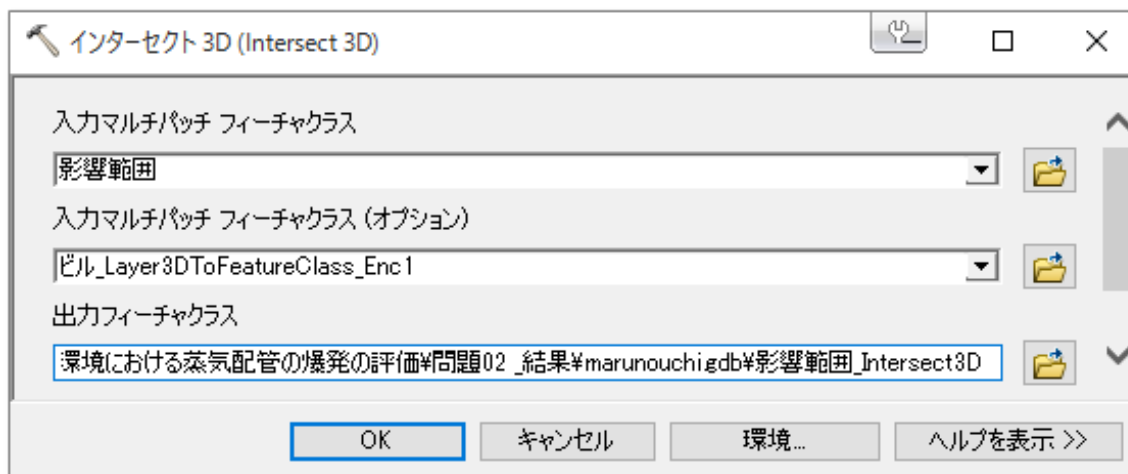 インターセクト 3D (Intersect 3D)
入力マルチパッチ フィーチャクラス
影響範囲
入力マルチパッチ フィーチャクラス (オプション)
ビル_Layer3DToFeatureClass_Enc1
出力フィーチャクラス
環境における蒸気配管の爆発の評価¥問題02 _結果¥marunouchigdb¥影響範囲_Intersect3D
OK キャンセル 環境... ヘルプを表示 >>